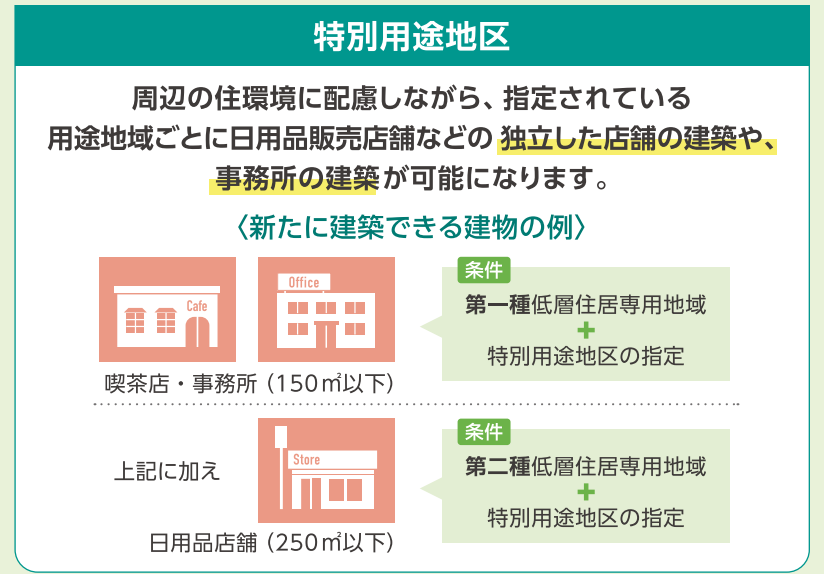 特別用途地区
周辺の住環境に配慮しながら、指定されている
用途地域ごとに日用品販売店舗などの独立した店舗の建築や、
事務所の建築が可能になります。
〈新たに建築できる建物の例〉
Cafe
Office
喫茶店・事務所（150㎡以下）
条件
第一種低層住居専用地域
+
特別用途地区の指定
上記に加え
Store
日用品店舗（250㎡以下）
条件
第二種低層住居専用地域
+
特別用途地区の指定